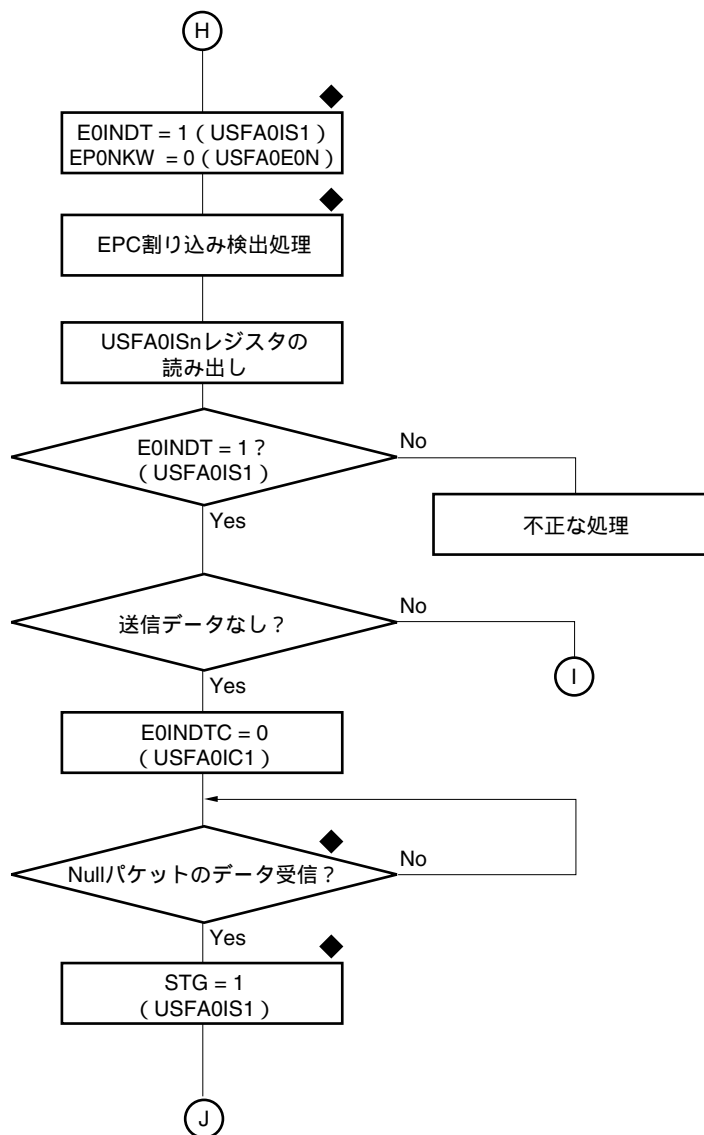 H
E0INDT = 1（USFA0IS1）
EP0NKW = 0（USFA0E0N）
EPC割り込み検出処理
USFA0ISnレジスタの
読み出し
E0INDT = 1？
（USFA0IS1）
No
Yes
不正な処理
送信データなし？
No
Yes
I
E0INDTC = 0
（USFA0IC1）
Nullパケットのデータ受信？
No
Yes
STG = 1
（USFA0IS1）
J